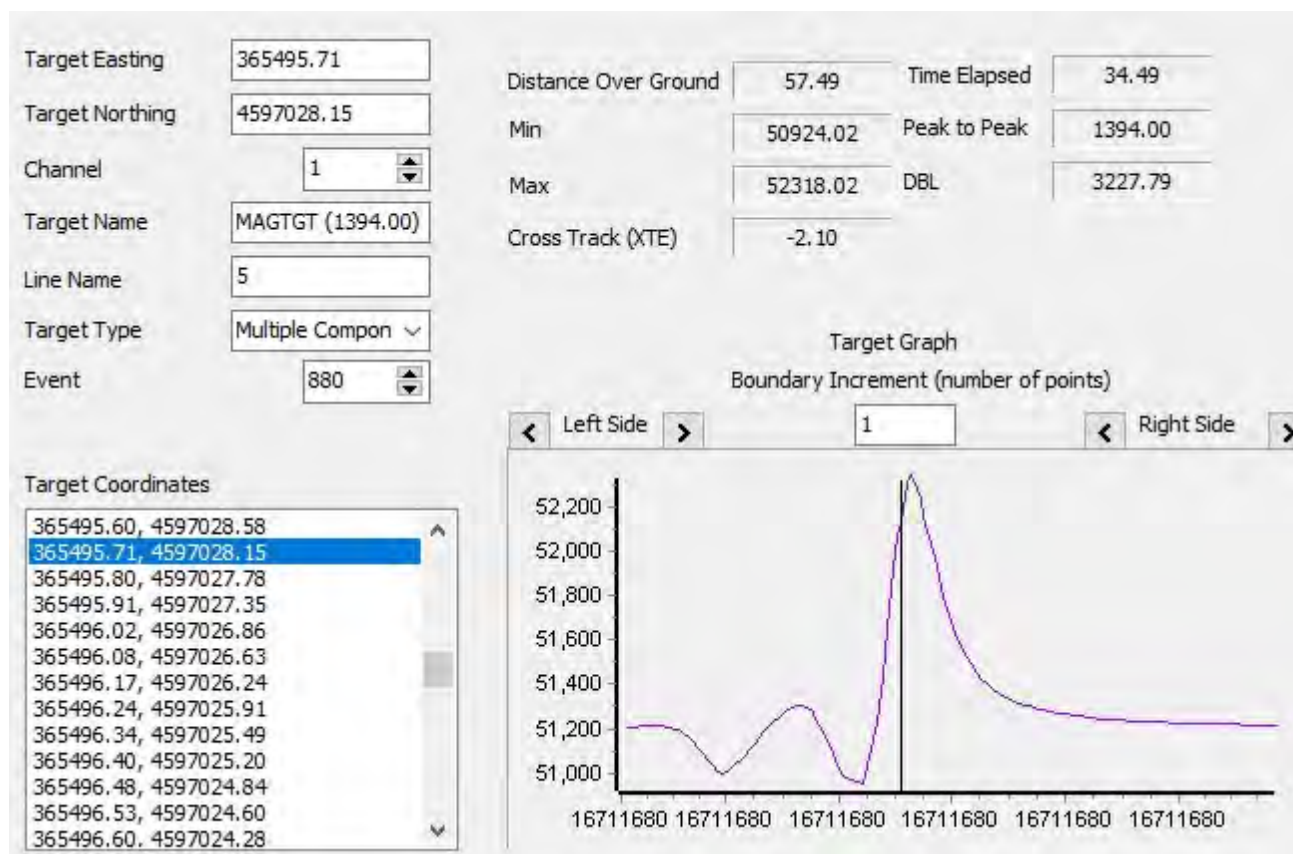 Target Easting 365495.71
Target Northing 4597028.15
Channel 1
Target Name MAGTGT (1394.00)
Line Name 5
Target Type Multiple Compon
Event 880
Distance Over Ground 57.49 Time Elapsed 34.49
Min 50924.02 Peak to Peak 1394.00
Max 52318.02 DBL 3227.79
Cross Track (XTE) -2.10
Target Coordinates
365495.60, 4597028.58
365495.71, 4597028.15
365495.80, 4597027.78
365495.91, 4597027.35
365496.02, 4597026.86
365496.08, 4597026.63
365496.17, 4597026.24
365496.24, 4597025.91
365496.34, 4597025.49
365496.40, 4597025.20
365496.48, 4597024.84
365496.53, 4597024.60
365496.60, 4597024.28
Target Graph
Boundary Increment (number of points)
< Left Side > 1 < Right Side >
52,200
52,000
51,800
51,600
51,400
51,200
51,000
16711680 16711680 16711680 16711680 16711680 16711680